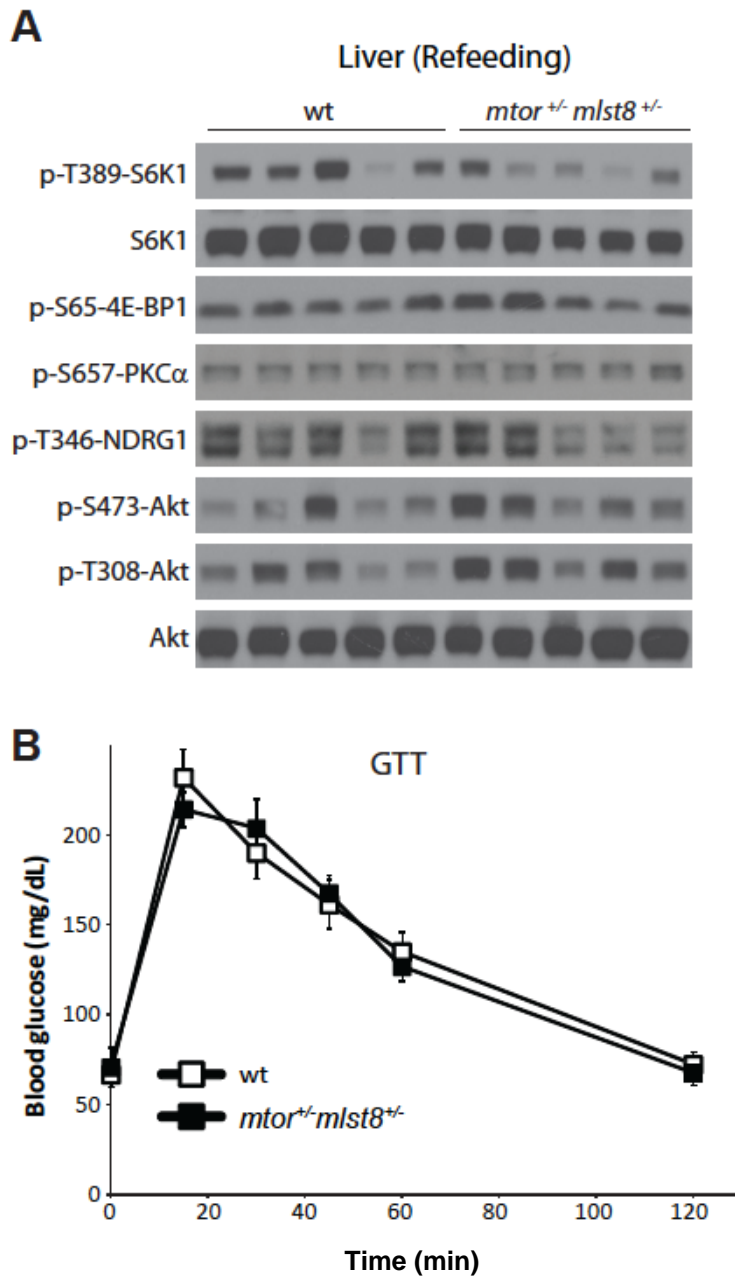 A
Liver (Refeeding)
wt mtor +/- mlst8 +/-
p-T389-S6K1
S6K1
p-S65-4E-BP1
p-S657-PKCα
p-T346-NDRG1
p-S473-Akt
p-T308-Akt
Akt
B
GTT
Blood glucose (mg/dL)
200
150
100
50
0
wt
mtor+/-mlst8+/-
0 20 40 60 80 100 120
Time (min)